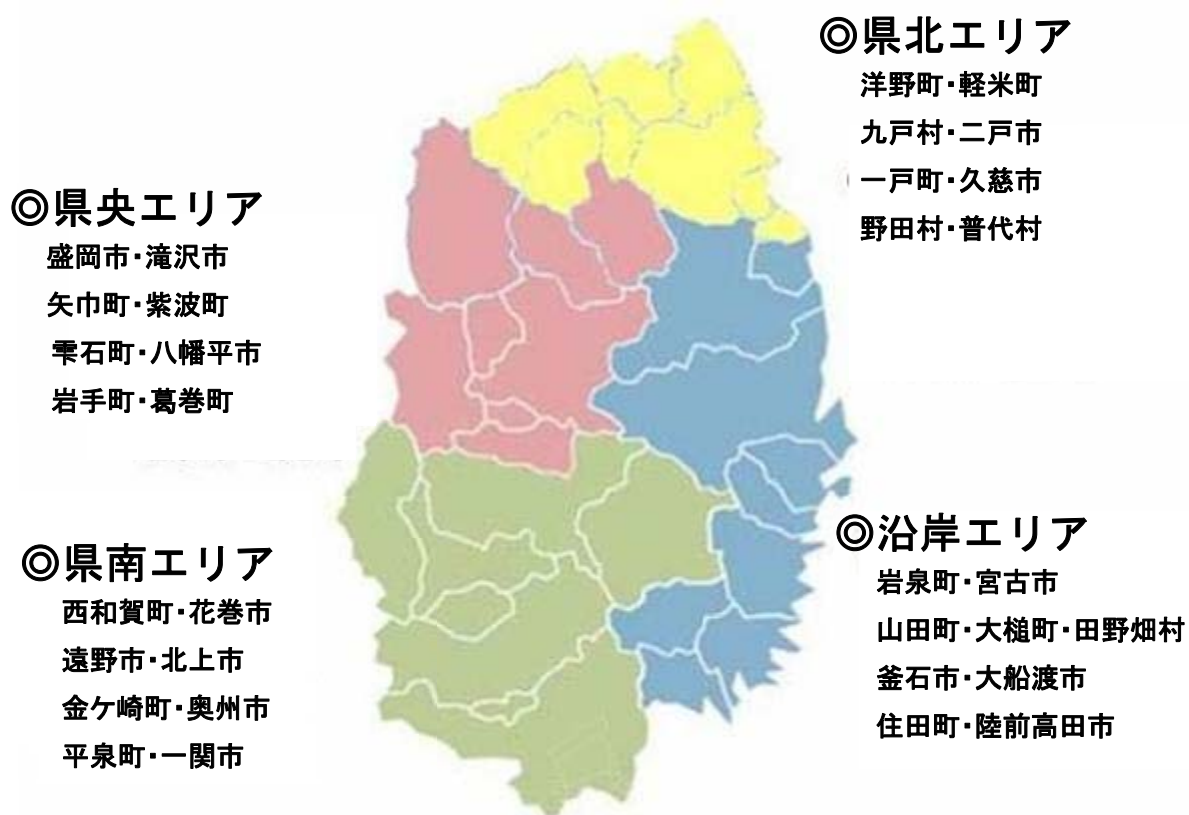 ◎県北エリア
洋野町・軽米町
九戸村・二戸市
一戸町・久慈市
野田村・普代村
◎県央エリア
盛岡市・滝沢市
矢巾町・紫波町
雫石町・八幡平市
岩手町・葛巻町
◎県南エリア
西和賀町・花巻市
遠野市・北上市
金ケ崎町・奥州市
平泉町・一関市
◎沿岸エリア
岩泉町・宮古市
山田町・大槌町・田野畑村
釜石市・大船渡市
住田町・陸前高田市